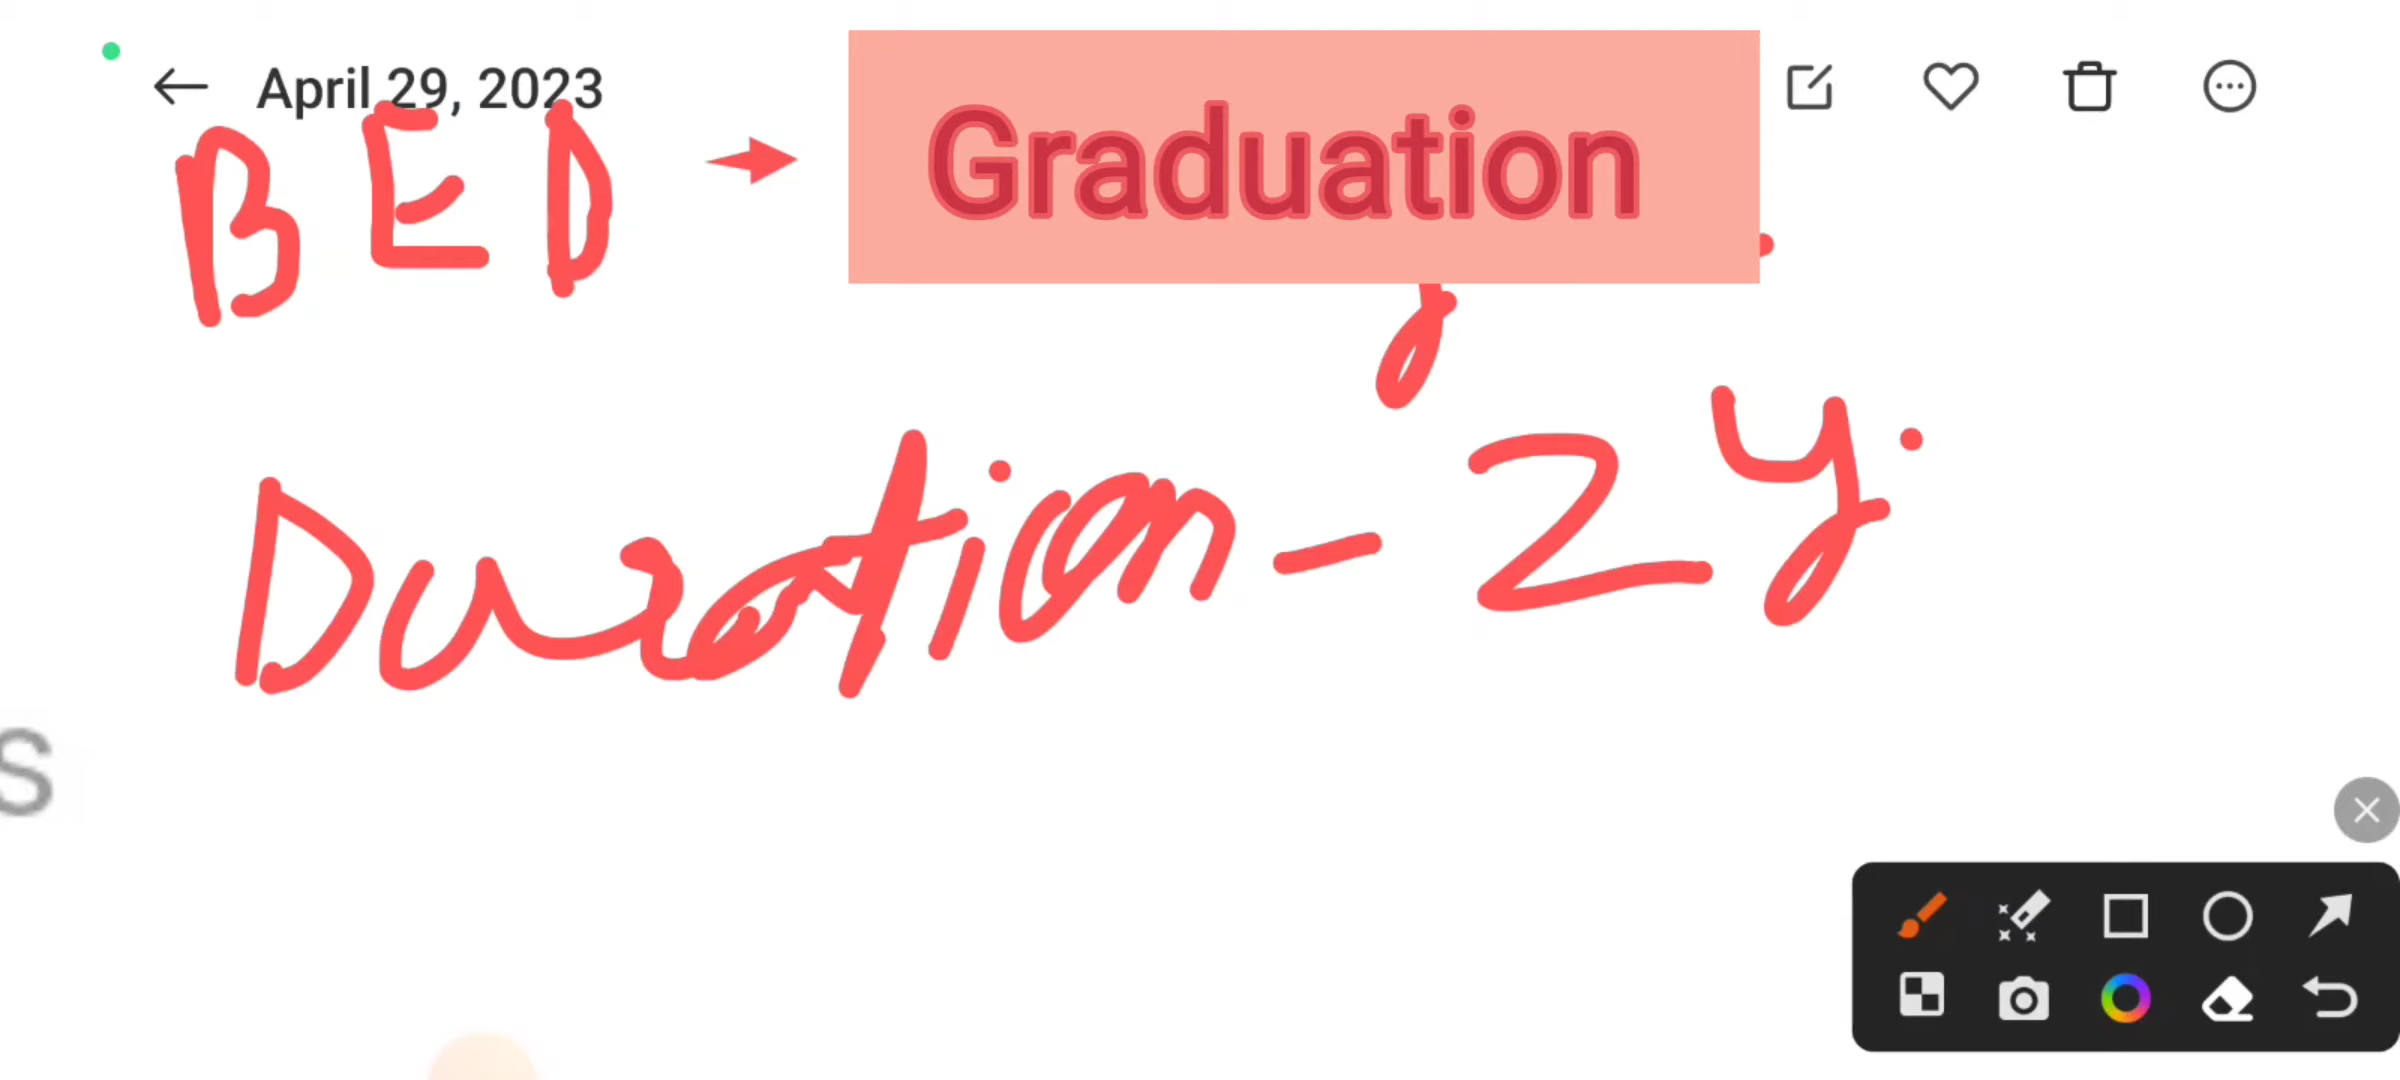 April 29, 2023
BED → Graduation
Duration - 2 y.
S